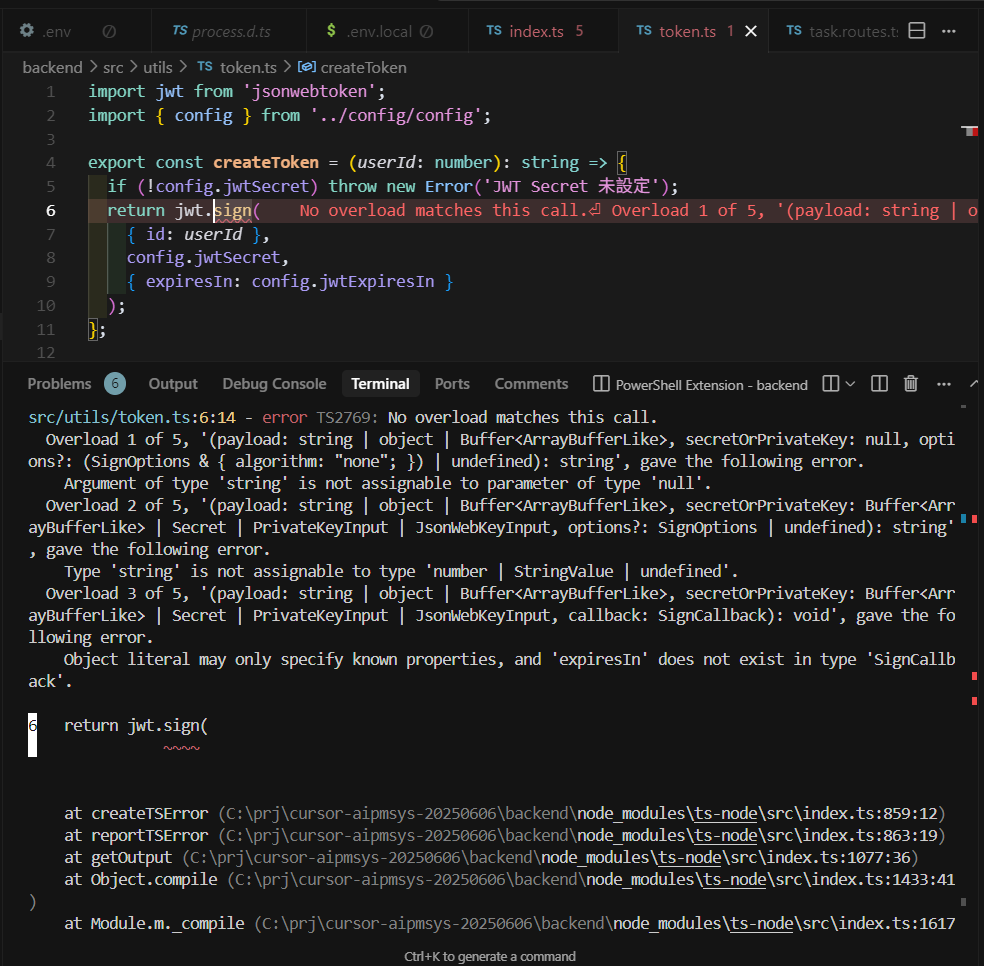 .env
TS process.d.ts
$ .env.local
TS index.ts 5
TS token.ts 1
TS task.routes.t
backend > src > utils > TS token.ts > createToken
1 import jwt from 'jsonwebtoken';
2 import { config } from '../config/config';
3
4 export const createToken = (userId: number): string => {
5 if (!config.jwtSecret) throw new Error('JWT Secret 未設定');
6 return jwt.sign( No overload matches this call.⏎ Overload 1 of 5, '(payload: string | o
7 { id: userId },
8 config.jwtSecret,
9 { expiresIn: config.jwtExpiresIn }
10 );
11 };
12
Problems 6 Output Debug Console Terminal Ports Comments PowerShell Extension - backend
src/utils/token.ts:6:14 - error TS2769: No overload matches this call.
Overload 1 of 5, '(payload: string | object | Buffer<ArrayBufferLike>, secretOrPrivateKey: null, opti
ons?: (SignOptions & { algorithm: "none"; }) | undefined): string', gave the following error.
Argument of type 'string' is not assignable to parameter of type 'null'.
Overload 2 of 5, '(payload: string | object | Buffer<ArrayBufferLike>, secretOrPrivateKey: Buffer<Arr
ayBufferLike> | Secret | PrivateKeyInput | JsonWebKeyInput, options?: SignOptions | undefined): string'
, gave the following error.
Type 'string' is not assignable to type 'number | StringValue | undefined'.
Overload 3 of 5, '(payload: string | object | Buffer<ArrayBufferLike>, secretOrPrivateKey: Buffer<Arr
ayBufferLike> | Secret | PrivateKeyInput | JsonWebKeyInput, callback: SignCallback): void', gave the fo
llowing error.
Object literal may only specify known properties, and 'expiresIn' does not exist in type 'SignCallb
ack'.
6 return jwt.sign(
~~~~
at createTSError (C:\prj\cursor-aipmsys-20250606\backend\node_modules\ts-node\src\index.ts:859:12)
at reportTSError (C:\prj\cursor-aipmsys-20250606\backend\node_modules\ts-node\src\index.ts:863:19)
at getOutput (C:\prj\cursor-aipmsys-20250606\backend\node_modules\ts-node\src\index.ts:1077:36)
at Object.compile (C:\prj\cursor-aipmsys-20250606\backend\node_modules\ts-node\src\index.ts:1433:41
)
at Module.m._compile (C:\prj\cursor-aipmsys-20250606\backend\node_modules\ts-node\src\index.ts:1617
Ctrl+K to generate a command